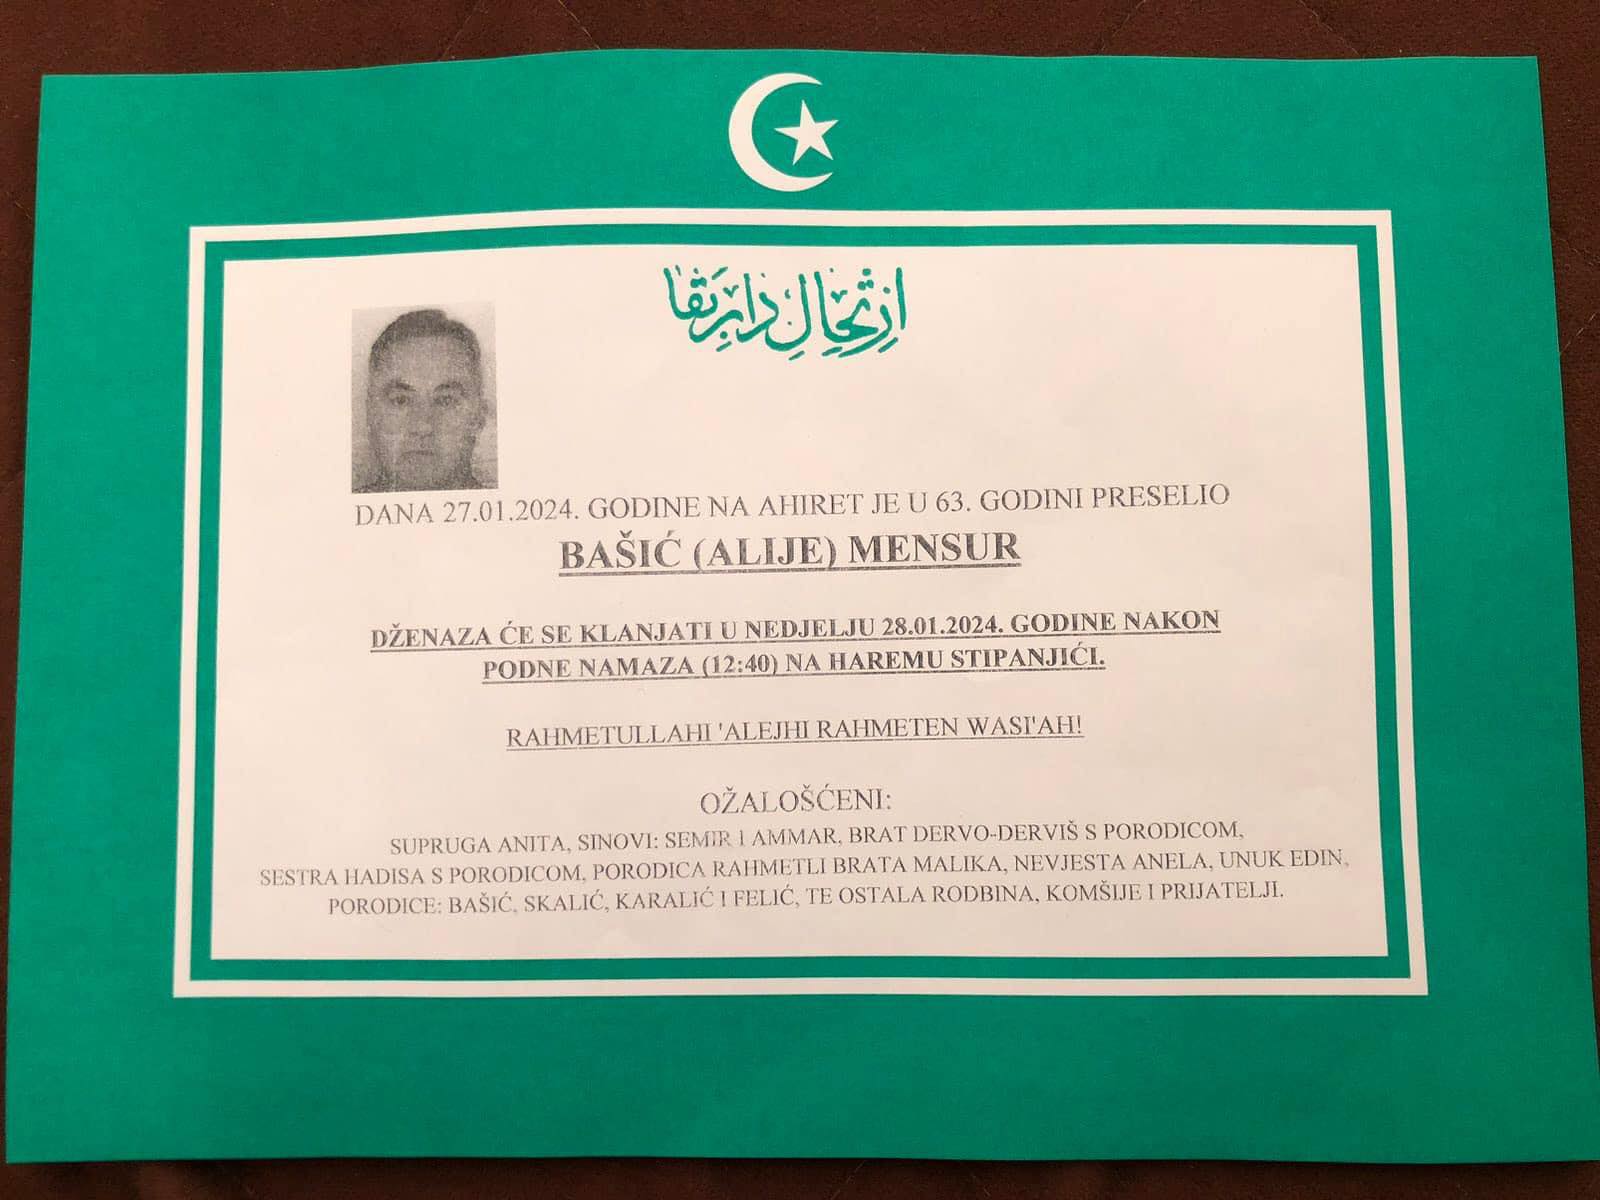 ارتحال دار بقا
DANA 27.01.2024. GODINE NA AHIRET JE U 63. GODINI PRESELIO
BAŠIĆ (ALIJE) MENSUR
DŽENAZA ĆE SE KLANJATI U NEDJELJU 28.01.2024. GODINE NAKON
PODNE NAMAZA (12:40) NA HAREMU STIPANJIĆI.
RAHMETULLAHI 'ALEJHI RAHMETEN WASI'AH!
OŽALOŠĆENI:
SUPRUGA ANITA, SINOVI: SEMIR I AMMAR, BRAT DERVO-DERVIŠ S PORODICOM,
SESTRA HADISA S PORODICOM, PORODICA RAHMETLI BRATA MALIKA, NEVJESTA ANELA, UNUK EDIN,
PORODICE: BAŠIĆ, SKALIĆ, KARALIĆ I FELIĆ, TE OSTALA RODBINA, KOMŠIJE I PRIJATELJI.